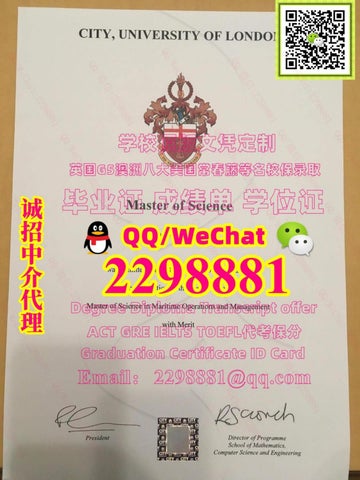 CITY, UNIVERSITY OF LONDON
学校原版文凭定制
英国G5澳洲八大美国常春藤等名校保录取
毕业证 成绩单 学位证
Master of Science
诚招中介代理
QQ/WeChat
2298881
Master of Science in Maritime Operations and Management
Degree Diploma Transcript offer
with Merit
ACT GRE IELTS TOEFL代考保分
Graduation Certificate ID Card
Email: 2298881@qq.com
President
Director of Programme
School of Mathematics,
Computer Science and Engineering